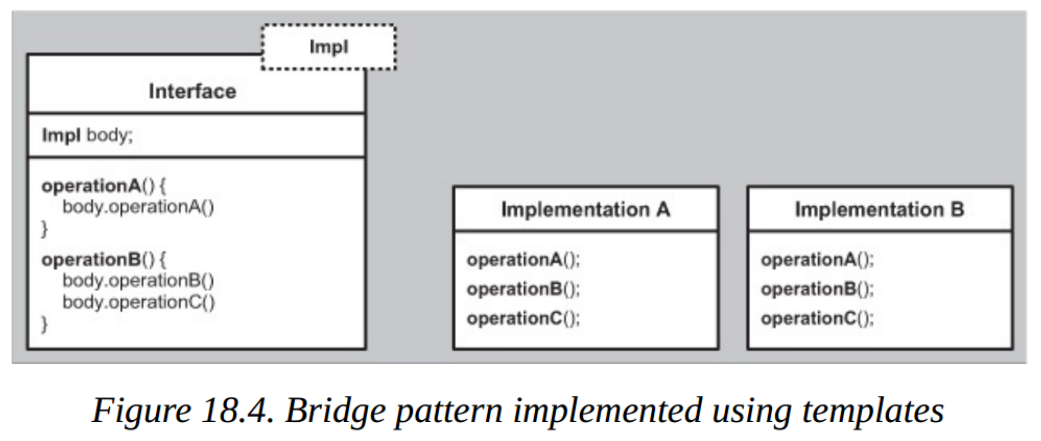 Impl
Interface
Impl body;
operationA() {
body.operationA()
}
operationB() {
body.operationB()
body.operationC()
}
Implementation A
operationA();
operationB();
operationC();
Implementation B
operationA();
operationB();
operationC();
Figure 18.4. Bridge pattern implemented using templates